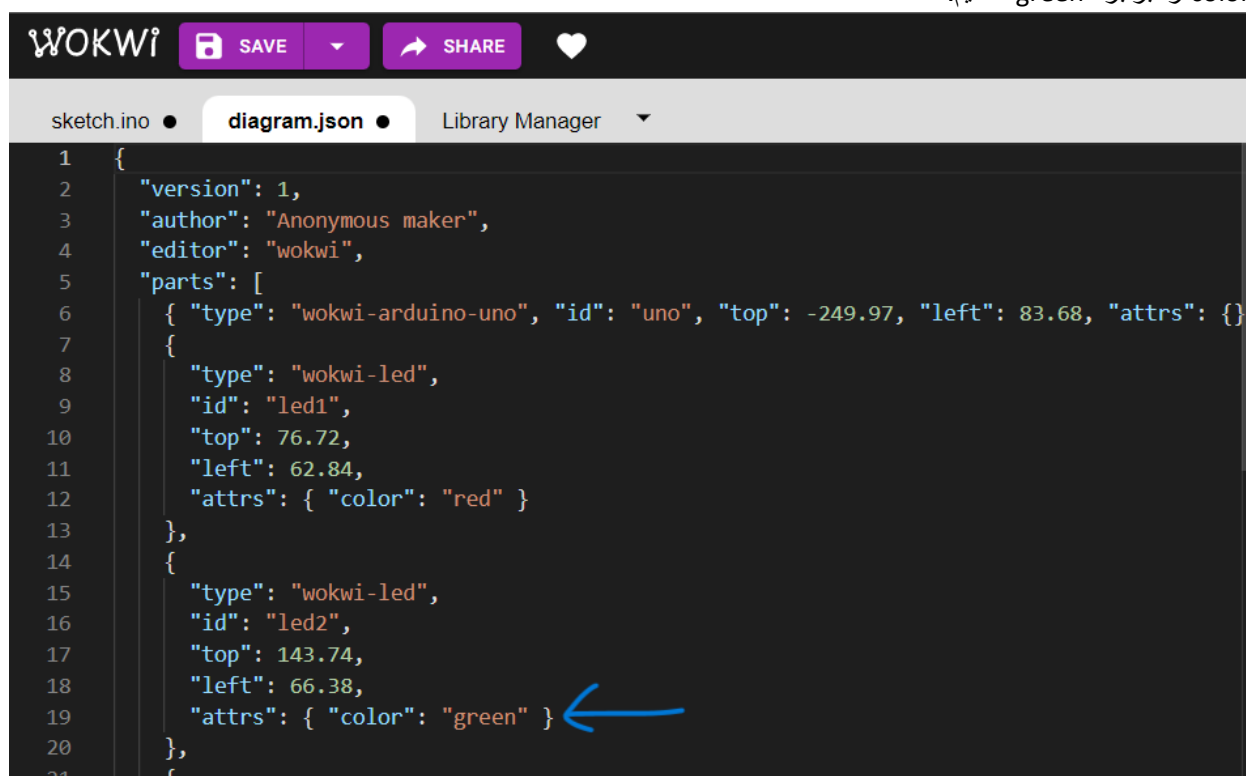 WOKWI SAVE SHARE
sketch.ino ● diagram.json ● Library Manager
1 {
2 "version": 1,
3 "author": "Anonymous maker",
4 "editor": "wokwi",
5 "parts": [
6 { "type": "wokwi-arduino-uno", "id": "uno", "top": -249.97, "left": 83.68, "attrs": {}
7 {
8 "type": "wokwi-led",
9 "id": "led1",
10 "top": 76.72,
11 "left": 62.84,
12 "attrs": { "color": "red" }
13 },
14 {
15 "type": "wokwi-led",
16 "id": "led2",
17 "top": 143.74,
18 "left": 66.38,
19 "attrs": { "color": "green" }
20 },